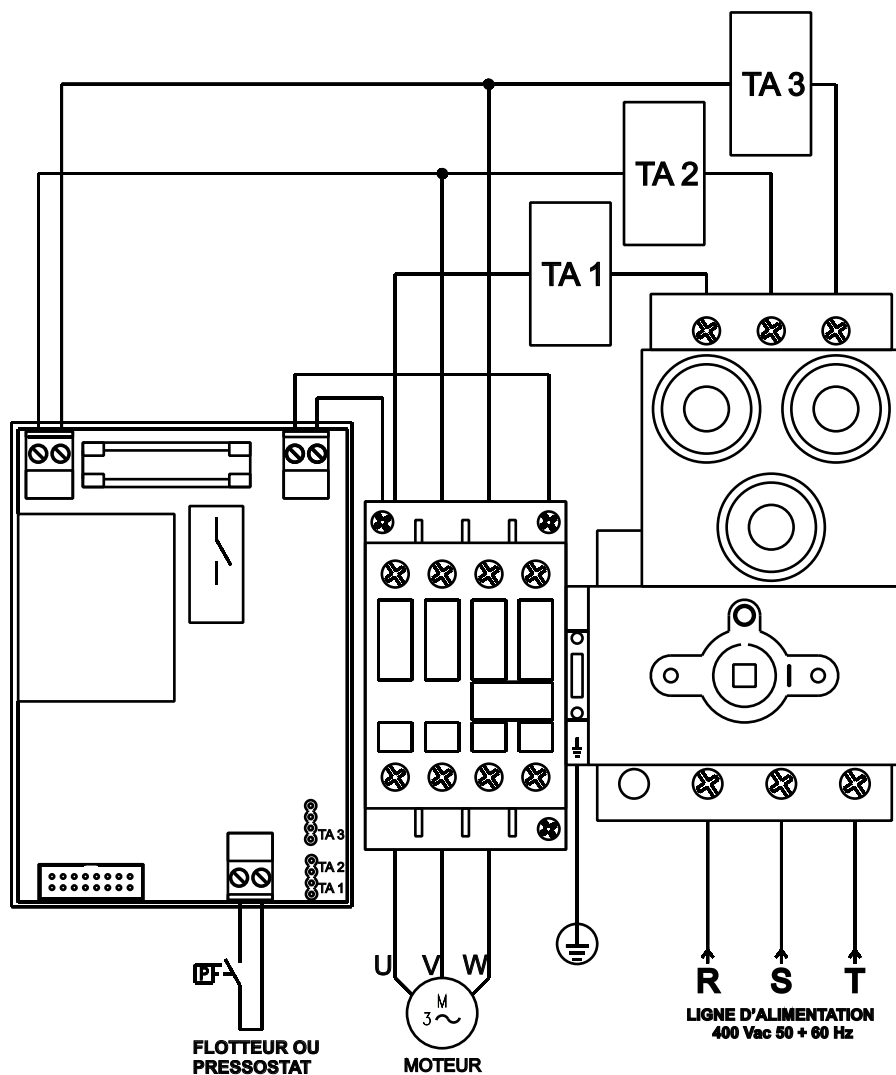 TA 3
TA 2
TA 1
TA 3
TA 2
TA 1
P
U V W
M
3~
MOTEUR
FLOTTEUR OU
PRESSOSTAT
R S T
LIGNE D'ALIMENTATION
400 Vac 50 + 60 Hz